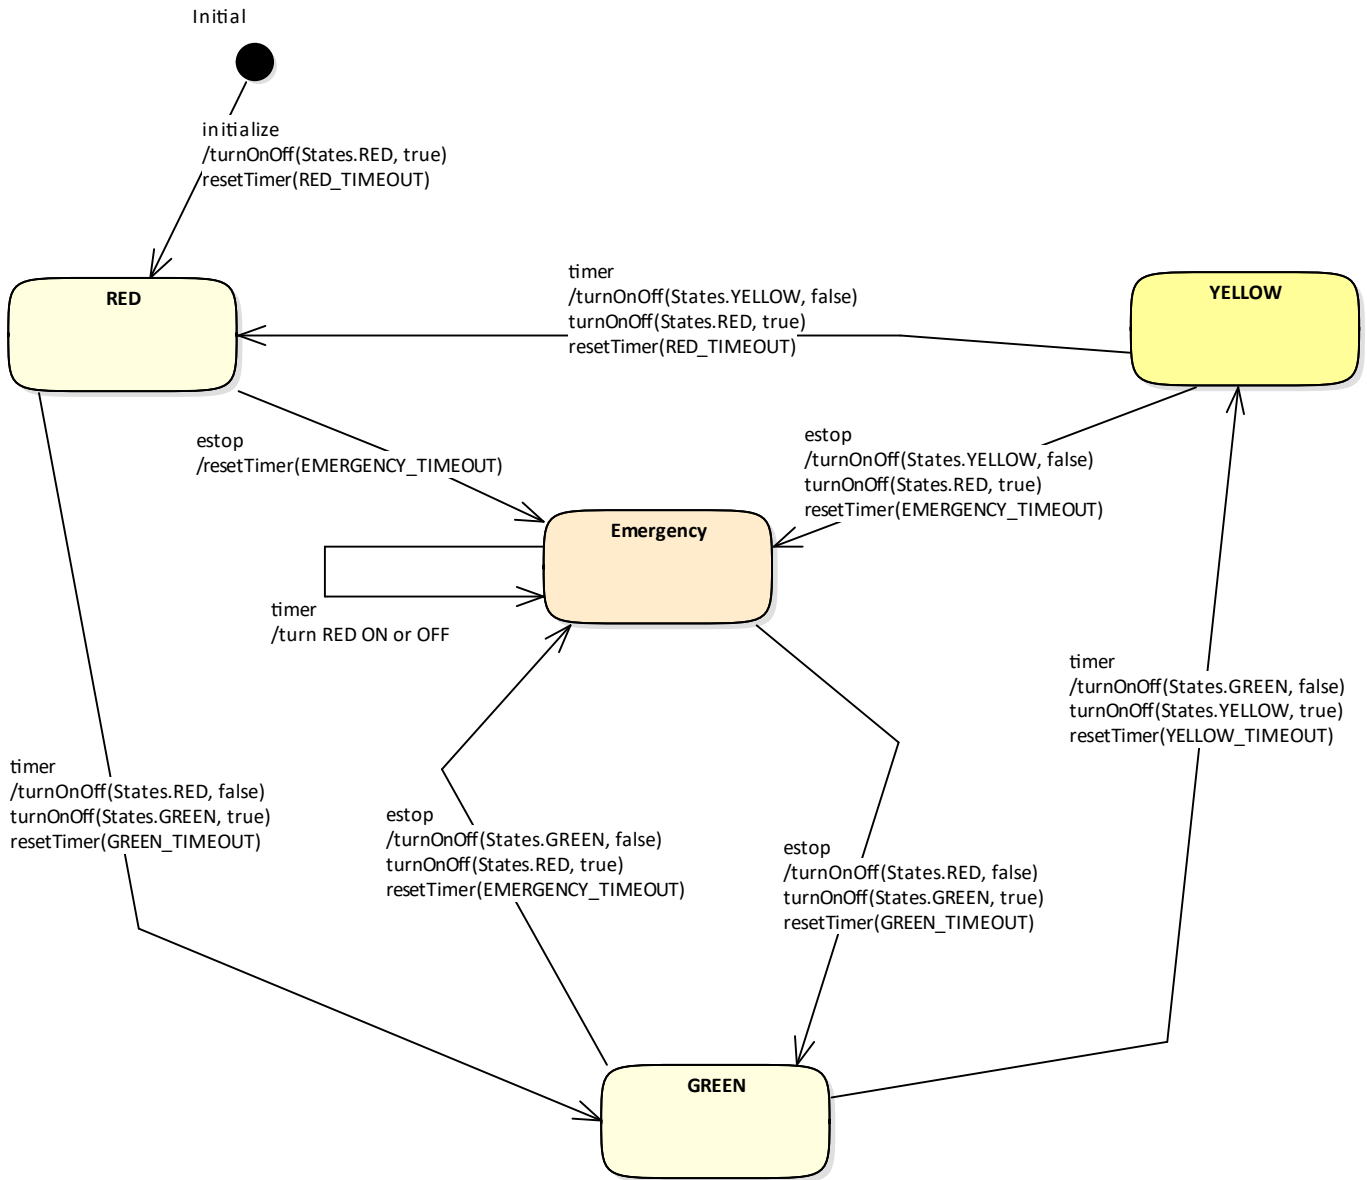 Initial
initialize
/turnOnOff(States.RED, true)
resetTimer(RED_TIMEOUT)
RED
timer
/turnOnOff(States.YELLOW, false)
turnOnOff(States.RED, true)
resetTimer(RED_TIMEOUT)
YELLOW
estop
/resetTimer(EMERGENCY_TIMEOUT)
estop
/turnOnOff(States.YELLOW, false)
turnOnOff(States.RED, true)
resetTimer(EMERGENCY_TIMEOUT)
Emergency
timer
/turn RED ON or OFF
timer
/turnOnOff(States.GREEN, false)
turnOnOff(States.YELLOW, true)
resetTimer(YELLOW_TIMEOUT)
timer
/turnOnOff(States.RED, false)
turnOnOff(States.GREEN, true)
resetTimer(GREEN_TIMEOUT)
estop
/turnOnOff(States.GREEN, false)
turnOnOff(States.RED, true)
resetTimer(EMERGENCY_TIMEOUT)
estop
/turnOnOff(States.RED, false)
turnOnOff(States.GREEN, true)
resetTimer(GREEN_TIMEOUT)
GREEN